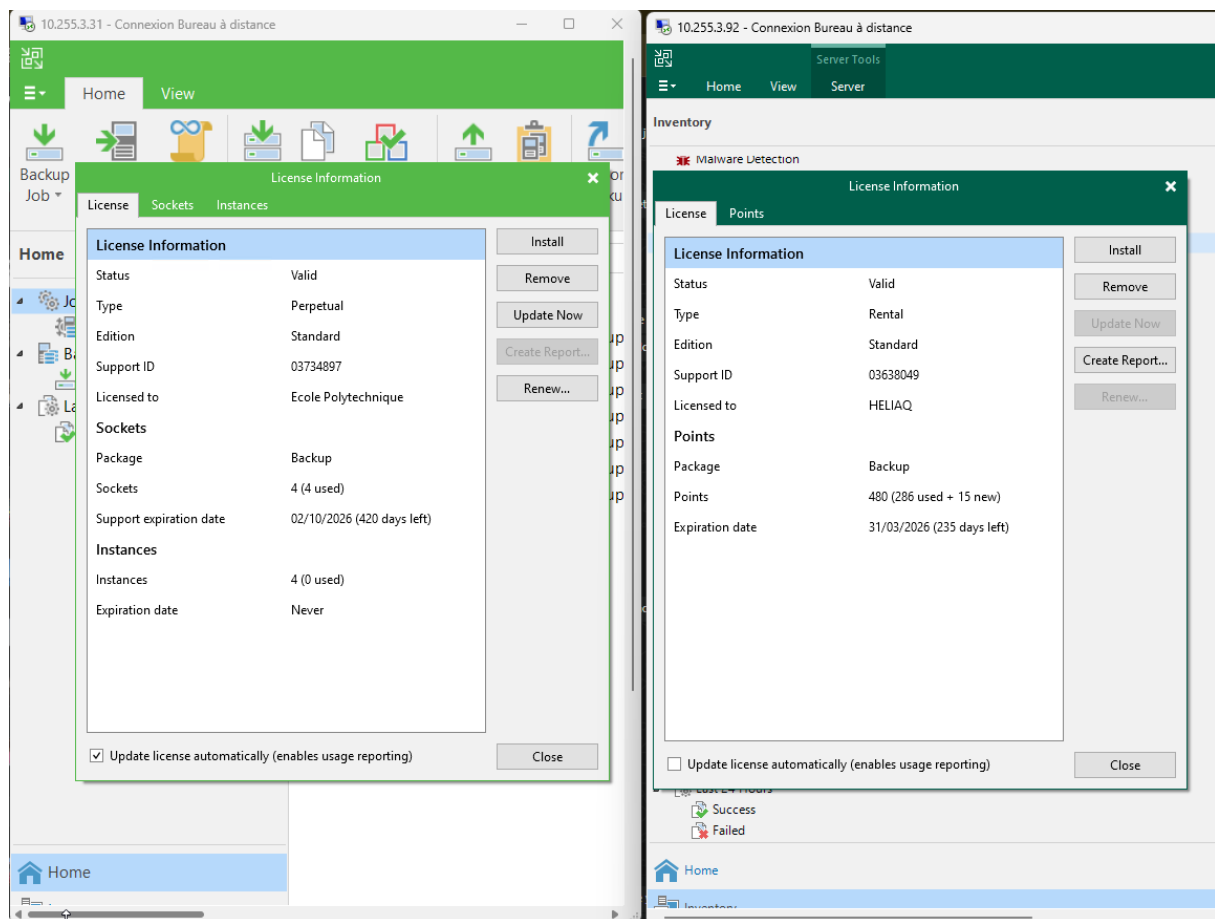 10.255.3.31 - Connexion Bureau à distance
Home View
Backup
Job
Home
License Information
License Sockets Instances
License Information
Status Valid
Type Perpetual
Edition Standard
Support ID 03734897
Licensed to Ecole Polytechnique
Sockets
Package Backup
Sockets 4 (4 used)
Support expiration date 02/10/2026 (420 days left)
Instances
Instances 4 (0 used)
Expiration date Never
Install
Remove
Update Now
Create Report...
Renew...
Update license automatically (enables usage reporting)
Close
Home
10.255.3.92 - Connexion Bureau à distance
Server Tools
Home View Server
Inventory
Malware Detection
License Information
License Points
License Information
Status Valid
Type Rental
Edition Standard
Support ID 03638049
Licensed to HELIAQ
Points
Package Backup
Points 480 (286 used + 15 new)
Expiration date 31/03/2026 (235 days left)
Install
Remove
Update Now
Create Report...
Renew...
Update license automatically (enables usage reporting)
Close
Last 24 Hours
Success
Failed
Home
Inventory